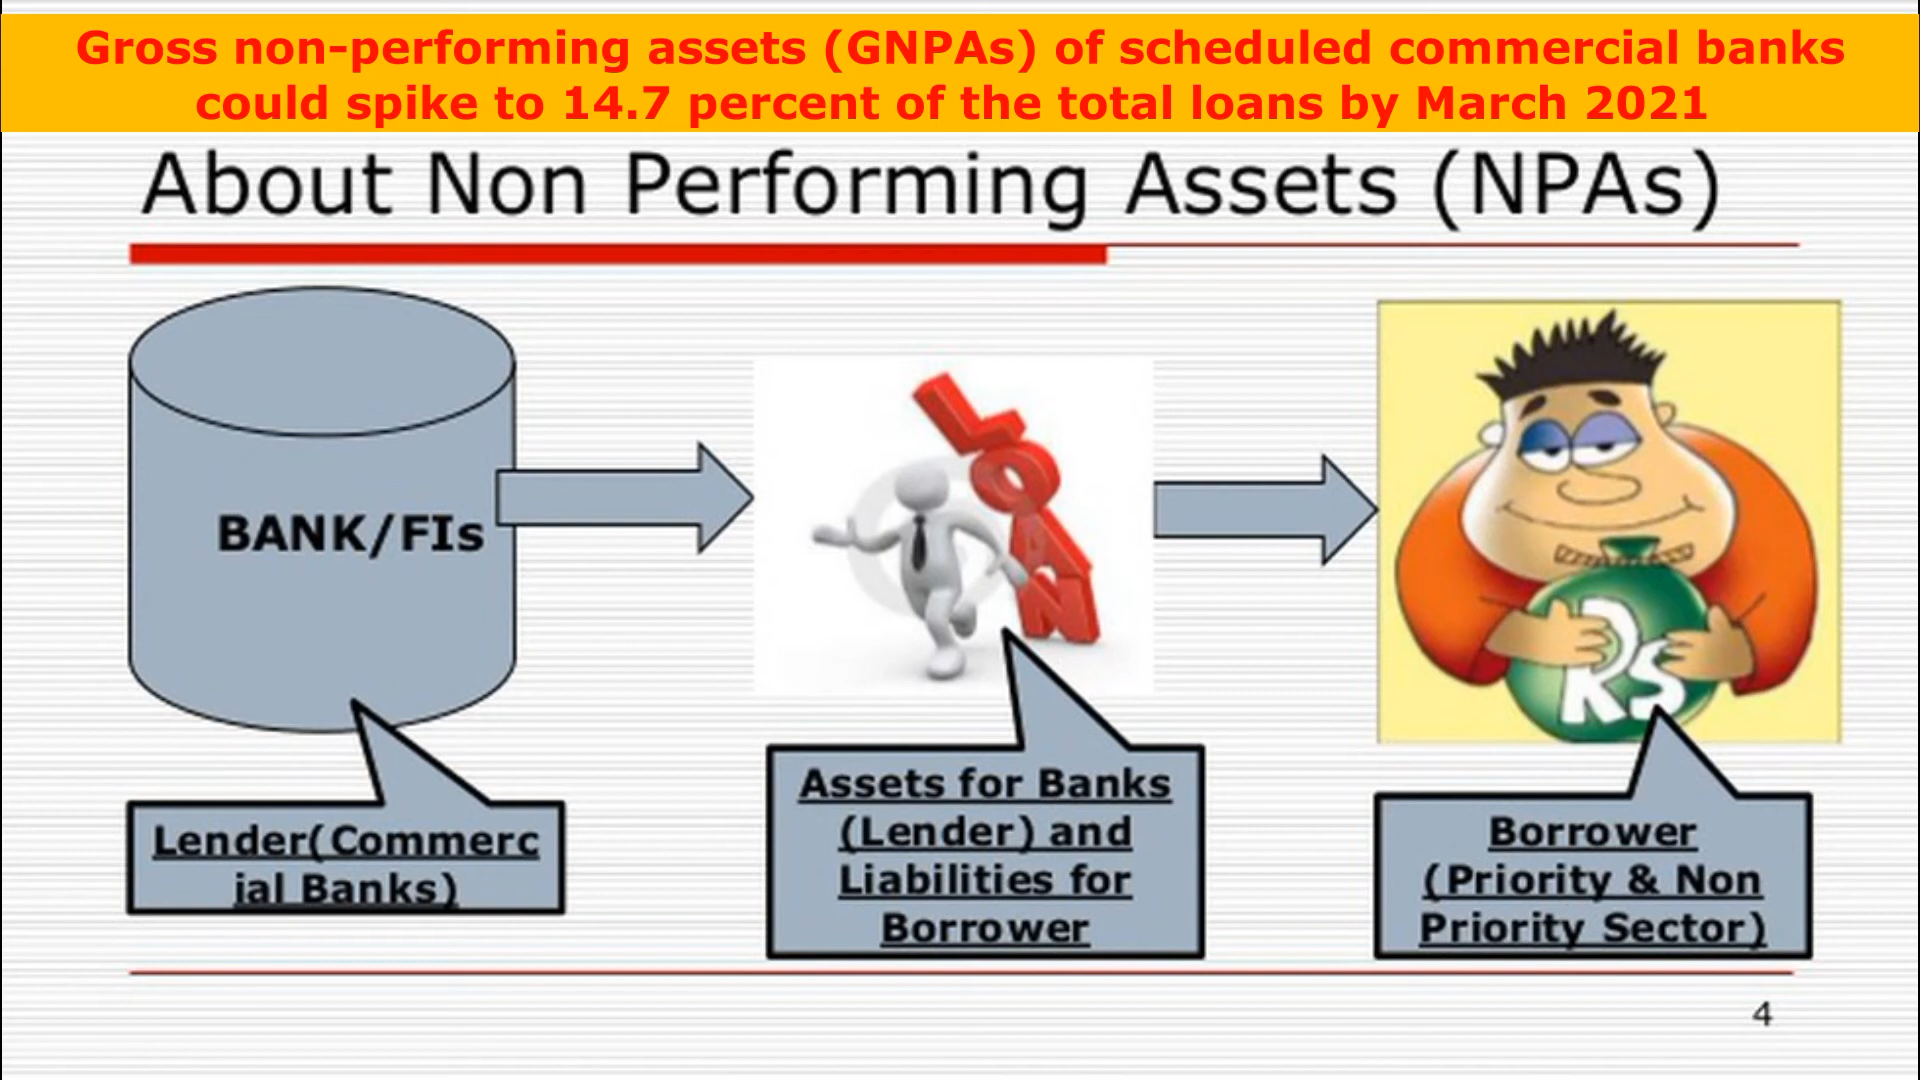 Gross non-performing assets (GNPAs) of scheduled commercial banks
could spike to 14.7 percent of the total loans by March 2021
About Non Performing Assets (NPAs)
BANK/FIs
LOAN
RS
Lender(Commerc
ial Banks)
Assets for Banks
(Lender) and
Liabilities for
Borrower
Borrower
(Priority & Non
Priority Sector)
4